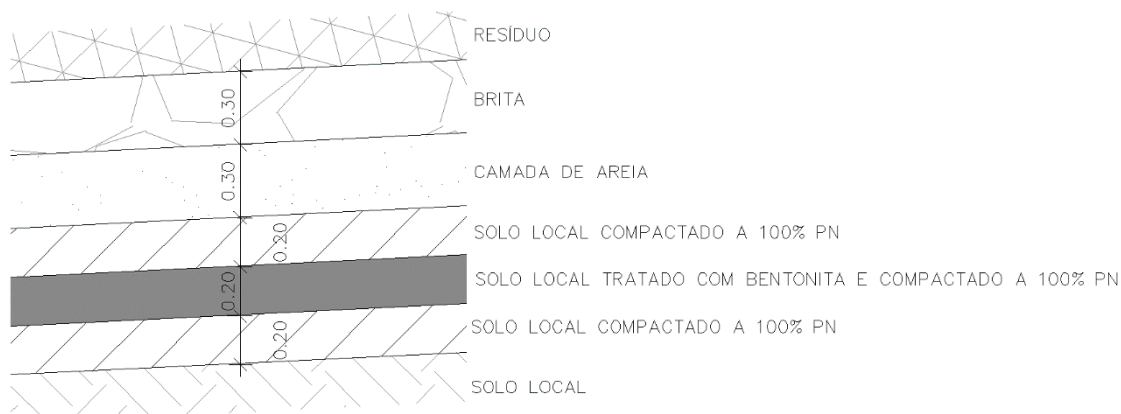 RESÍDUO
BRITA
0.30
CAMADA DE AREIA
0.30
SOLO LOCAL COMPACTADO A 100% PN
0.20
SOLO LOCAL TRATADO COM BENTONITA E COMPACTADO A 100% PN
0.20
SOLO LOCAL COMPACTADO A 100% PN
0.20
SOLO LOCAL